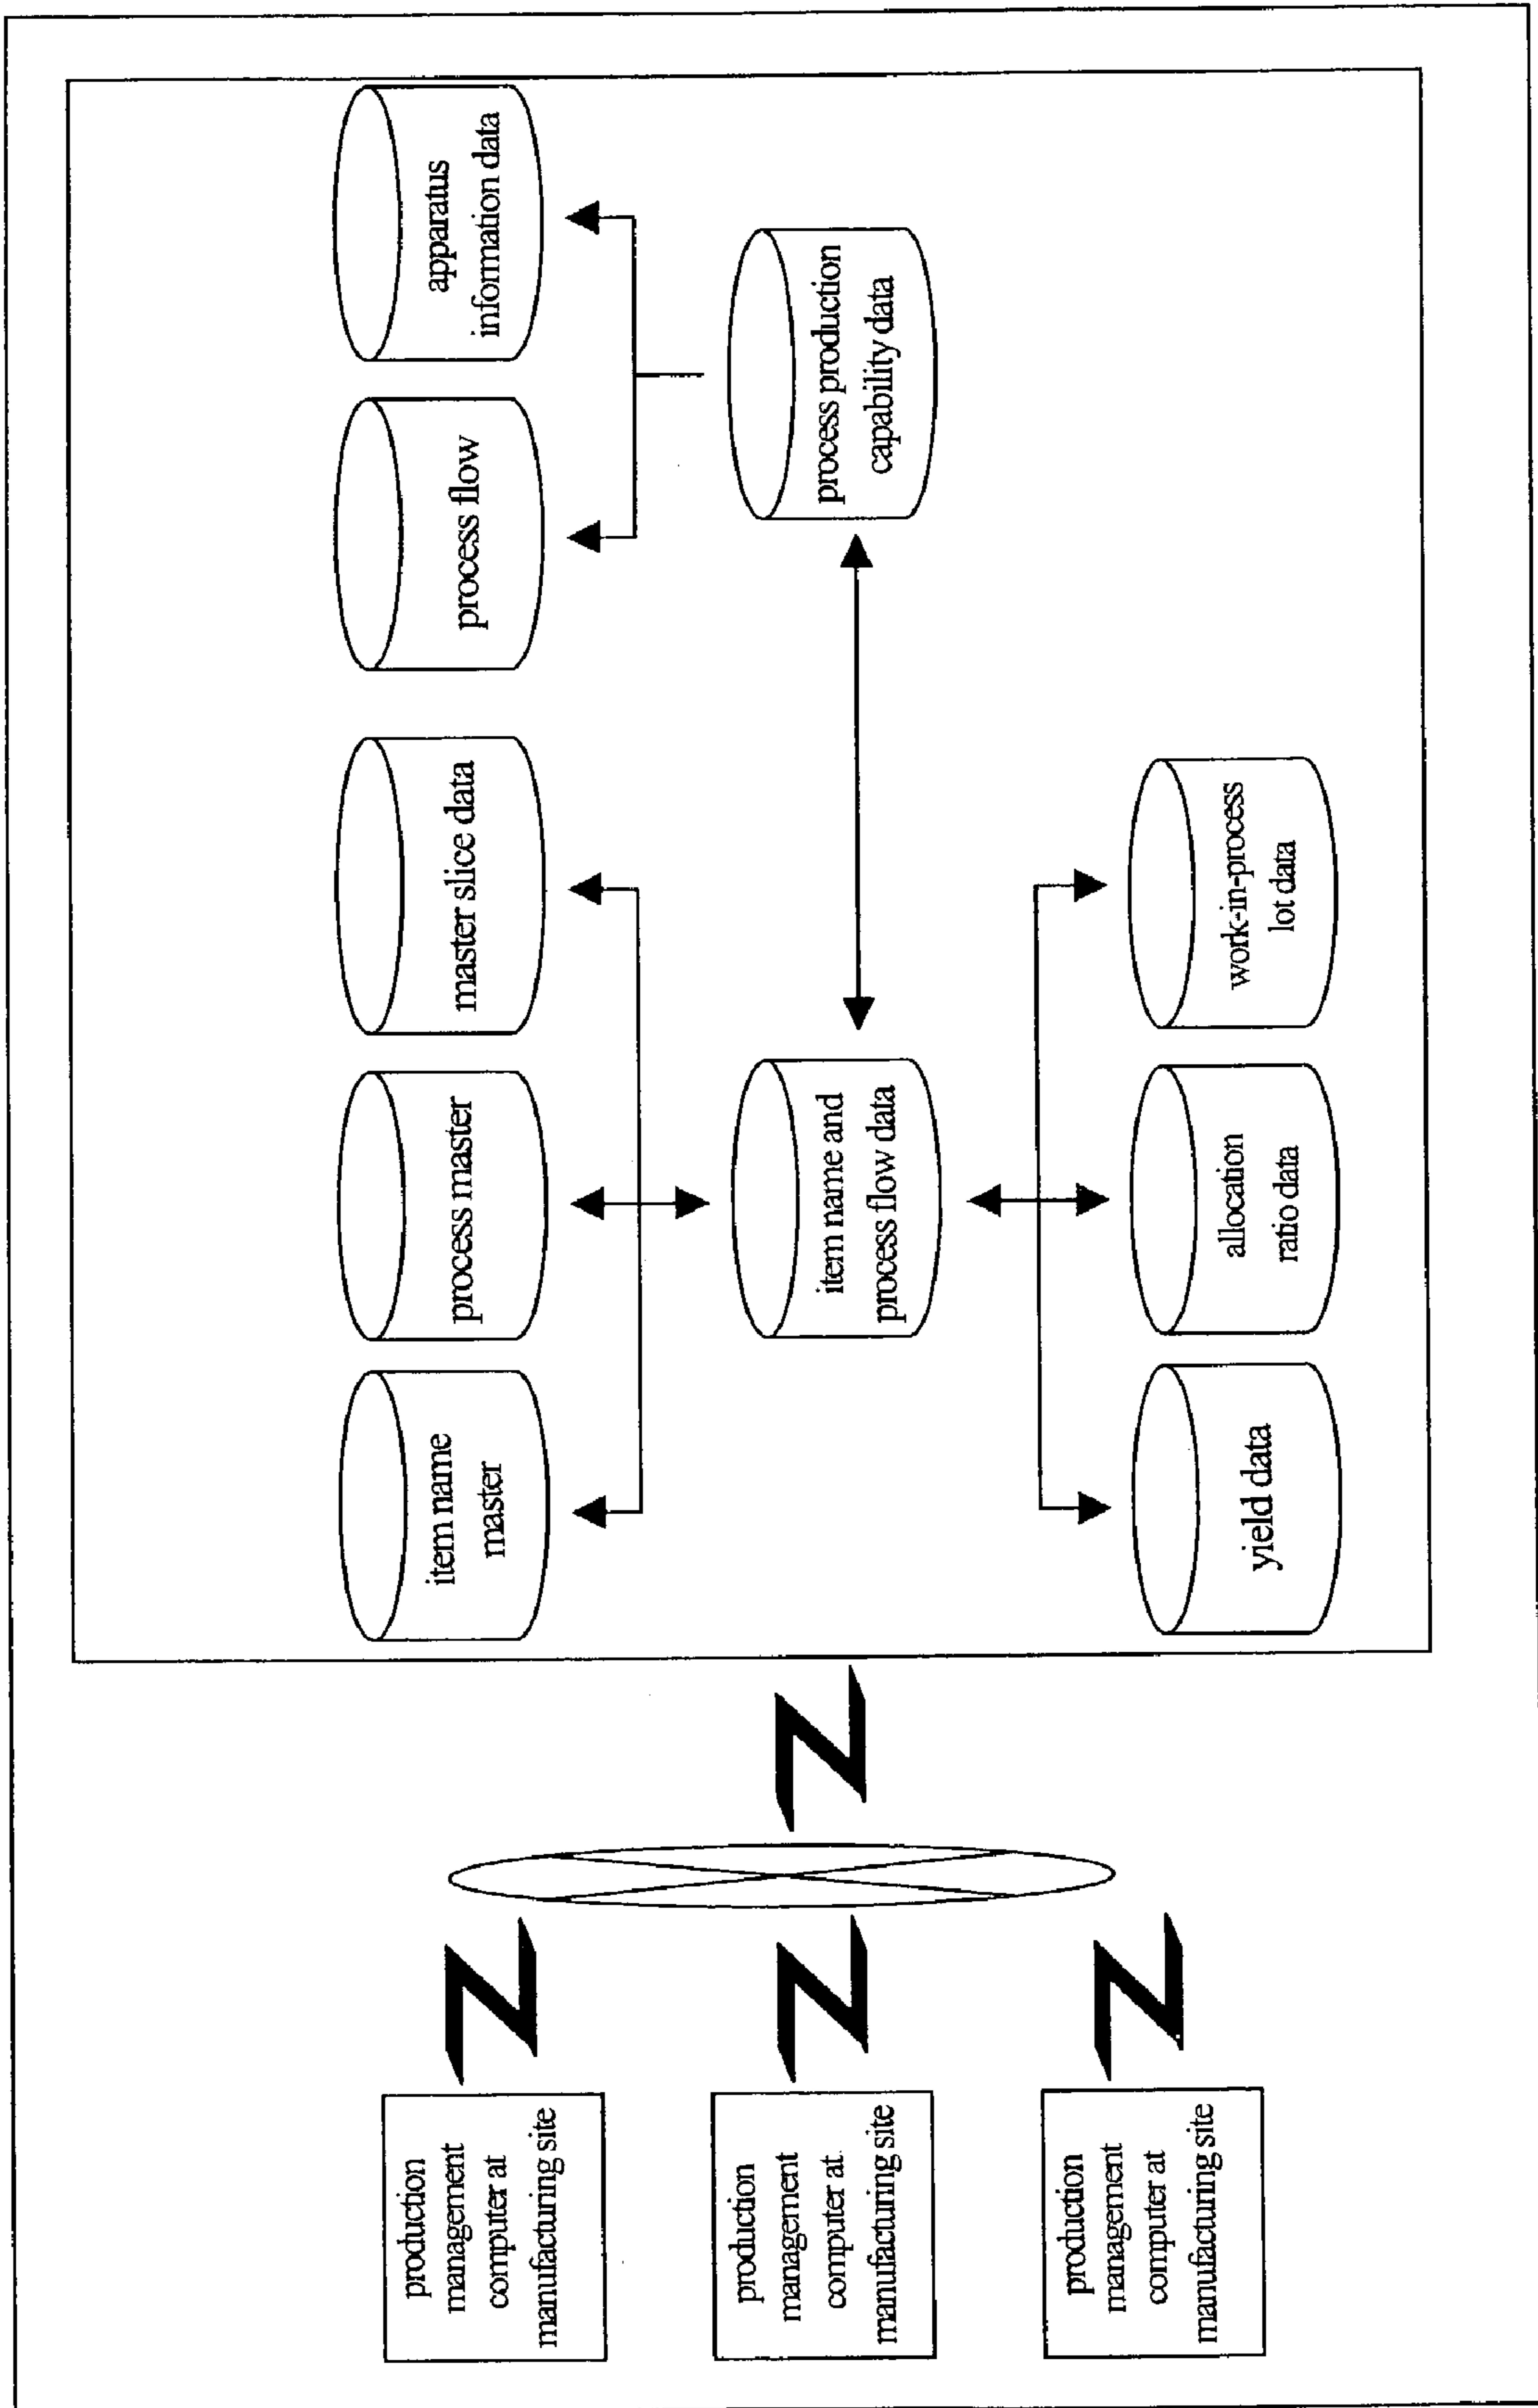 production
management
computer at
manufacturing site
production
management
computer at
manufacturing site
production
management
computer at
manufacturing site
item name
master
process master
master slice data
process flow
apparatus
information data
item name and
process flow data
process production
capability data
yield data
allocation
ratio data
work-in-process
lot data